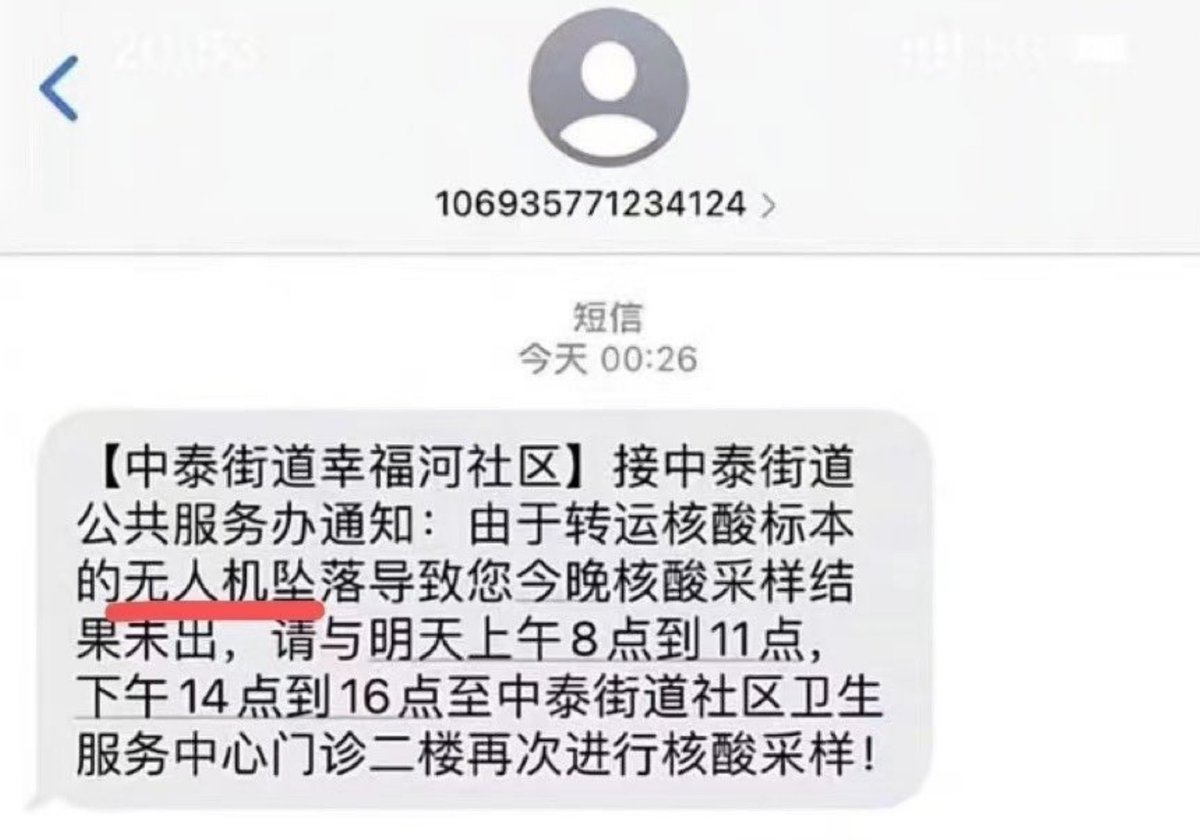 106935771234124
短信
今天 00:26
【中泰街道幸福河社区】接中泰街道
公共服务办通知：由于转运核酸标本
的无人机坠落导致您今晚核酸采样结
果未出，请与明天上午8点到11点，
下午14点到16点至中泰街道社区卫生
服务中心门诊二楼再次进行核酸采样！